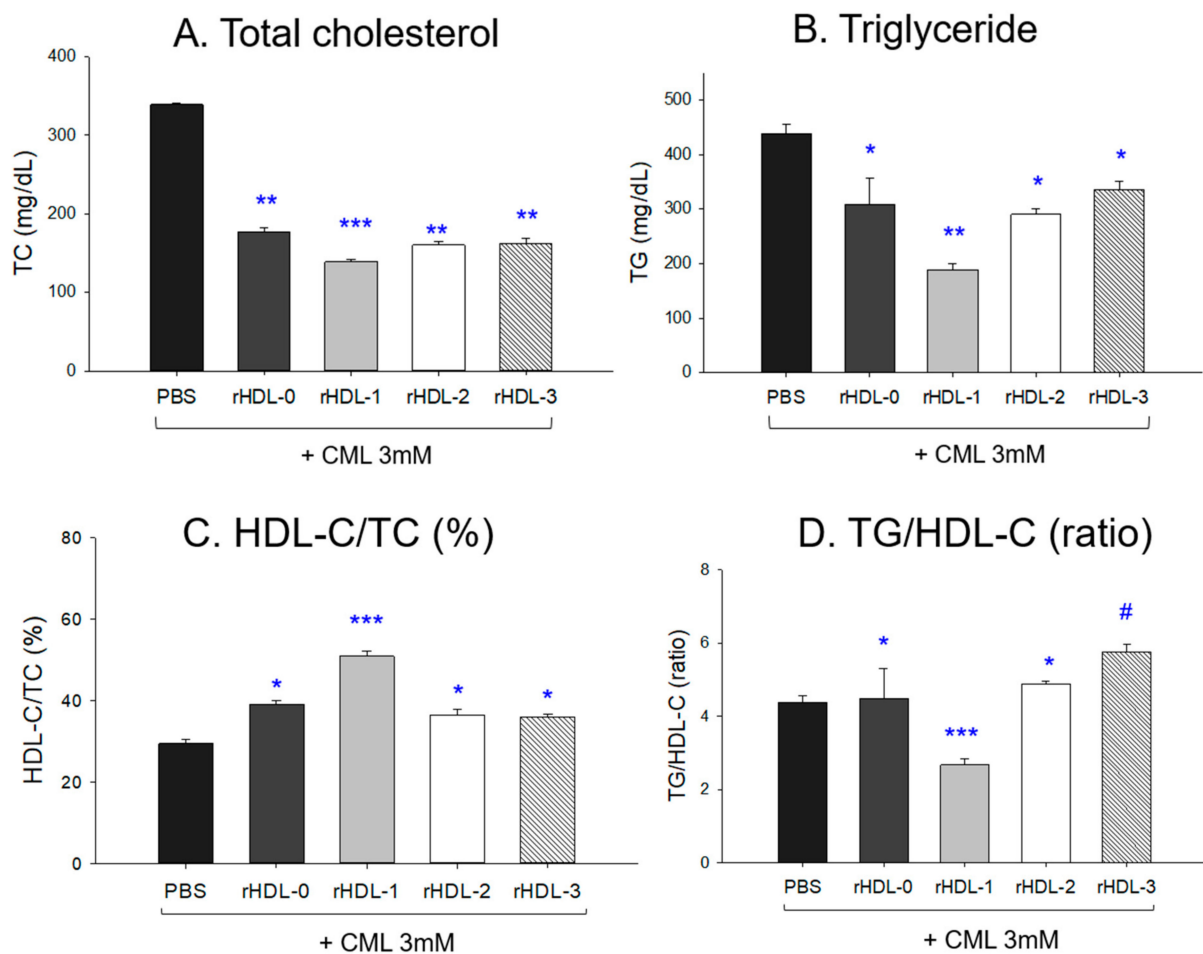 A. Total cholesterol
TC (mg/dL)
400
300
200
100
0
** *** ** **
PBS rHDL-0 rHDL-1 rHDL-2 rHDL-3
+ CML 3mM
B. Triglyceride
TG (mg/dL)
500
400
300
200
100
0
* ** * *
PBS rHDL-0 rHDL-1 rHDL-2 rHDL-3
+ CML 3mM
C. HDL-C/TC (%)
HDL-C/TC (%)
80
60
40
20
0
* *** * *
PBS rHDL-0 rHDL-1 rHDL-2 rHDL-3
+ CML 3mM
D. TG/HDL-C (ratio)
TG/HDL-C (ratio)
8
6
4
2
0
* *** * #
PBS rHDL-0 rHDL-1 rHDL-2 rHDL-3
+ CML 3mM